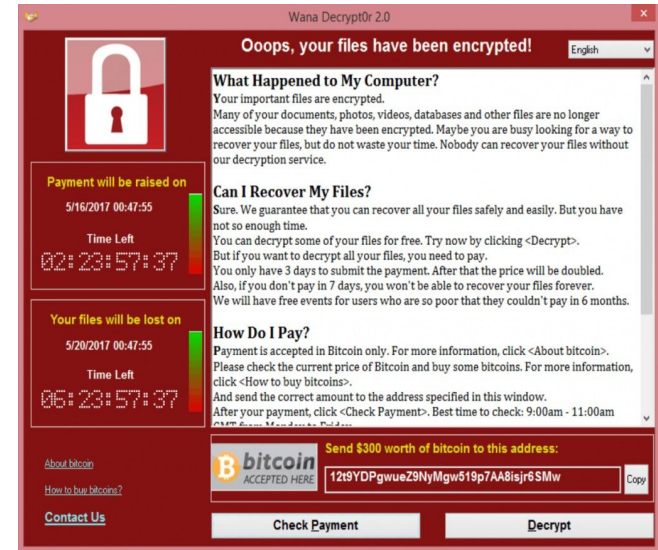 Wana Decrypt0r 2.0
Ooops, your files have been encrypted!
English
Payment will be raised on
5/16/2017 00:47:55
Time Left
02:23:57:37
Your files will be lost on
5/20/2017 00:47:55
Time Left
06:23:57:37
About bitcoin
How to buy bitcoins?
Contact Us
What Happened to My Computer?
Your important files are encrypted.
Many of your documents, photos, videos, databases and other files are no longer
accessible because they have been encrypted. Maybe you are busy looking for a way to
recover your files, but do not waste your time. Nobody can recover your files without
our decryption service.
Can I Recover My Files?
Sure. We guarantee that you can recover all your files safely and easily. But you have
not so enough time.
You can decrypt some of your files for free. Try now by clicking <Decrypt>.
But if you want to decrypt all your files, you need to pay.
You only have 3 days to submit the payment. After that the price will be doubled.
Also, if you don't pay in 7 days, you won't be able to recover your files forever.
We will have free events for users who are so poor that they couldn't pay in 6 months.
How Do I Pay?
Payment is accepted in Bitcoin only. For more information, click <About bitcoin>.
Please check the current price of Bitcoin and buy some bitcoins. For more information,
click <How to buy bitcoins>.
And send the correct amount to the address specified in this window.
After your payment, click <Check Payment>. Best time to check: 9:00am - 11:00am
GMT from Monday to Friday
bitcoin
ACCEPTED HERE
Send $300 worth of bitcoin to this address:
12t9YDPgwueZ9NyMgw519p7AA8isjr6SMw
Copy
Check Payment
Decrypt